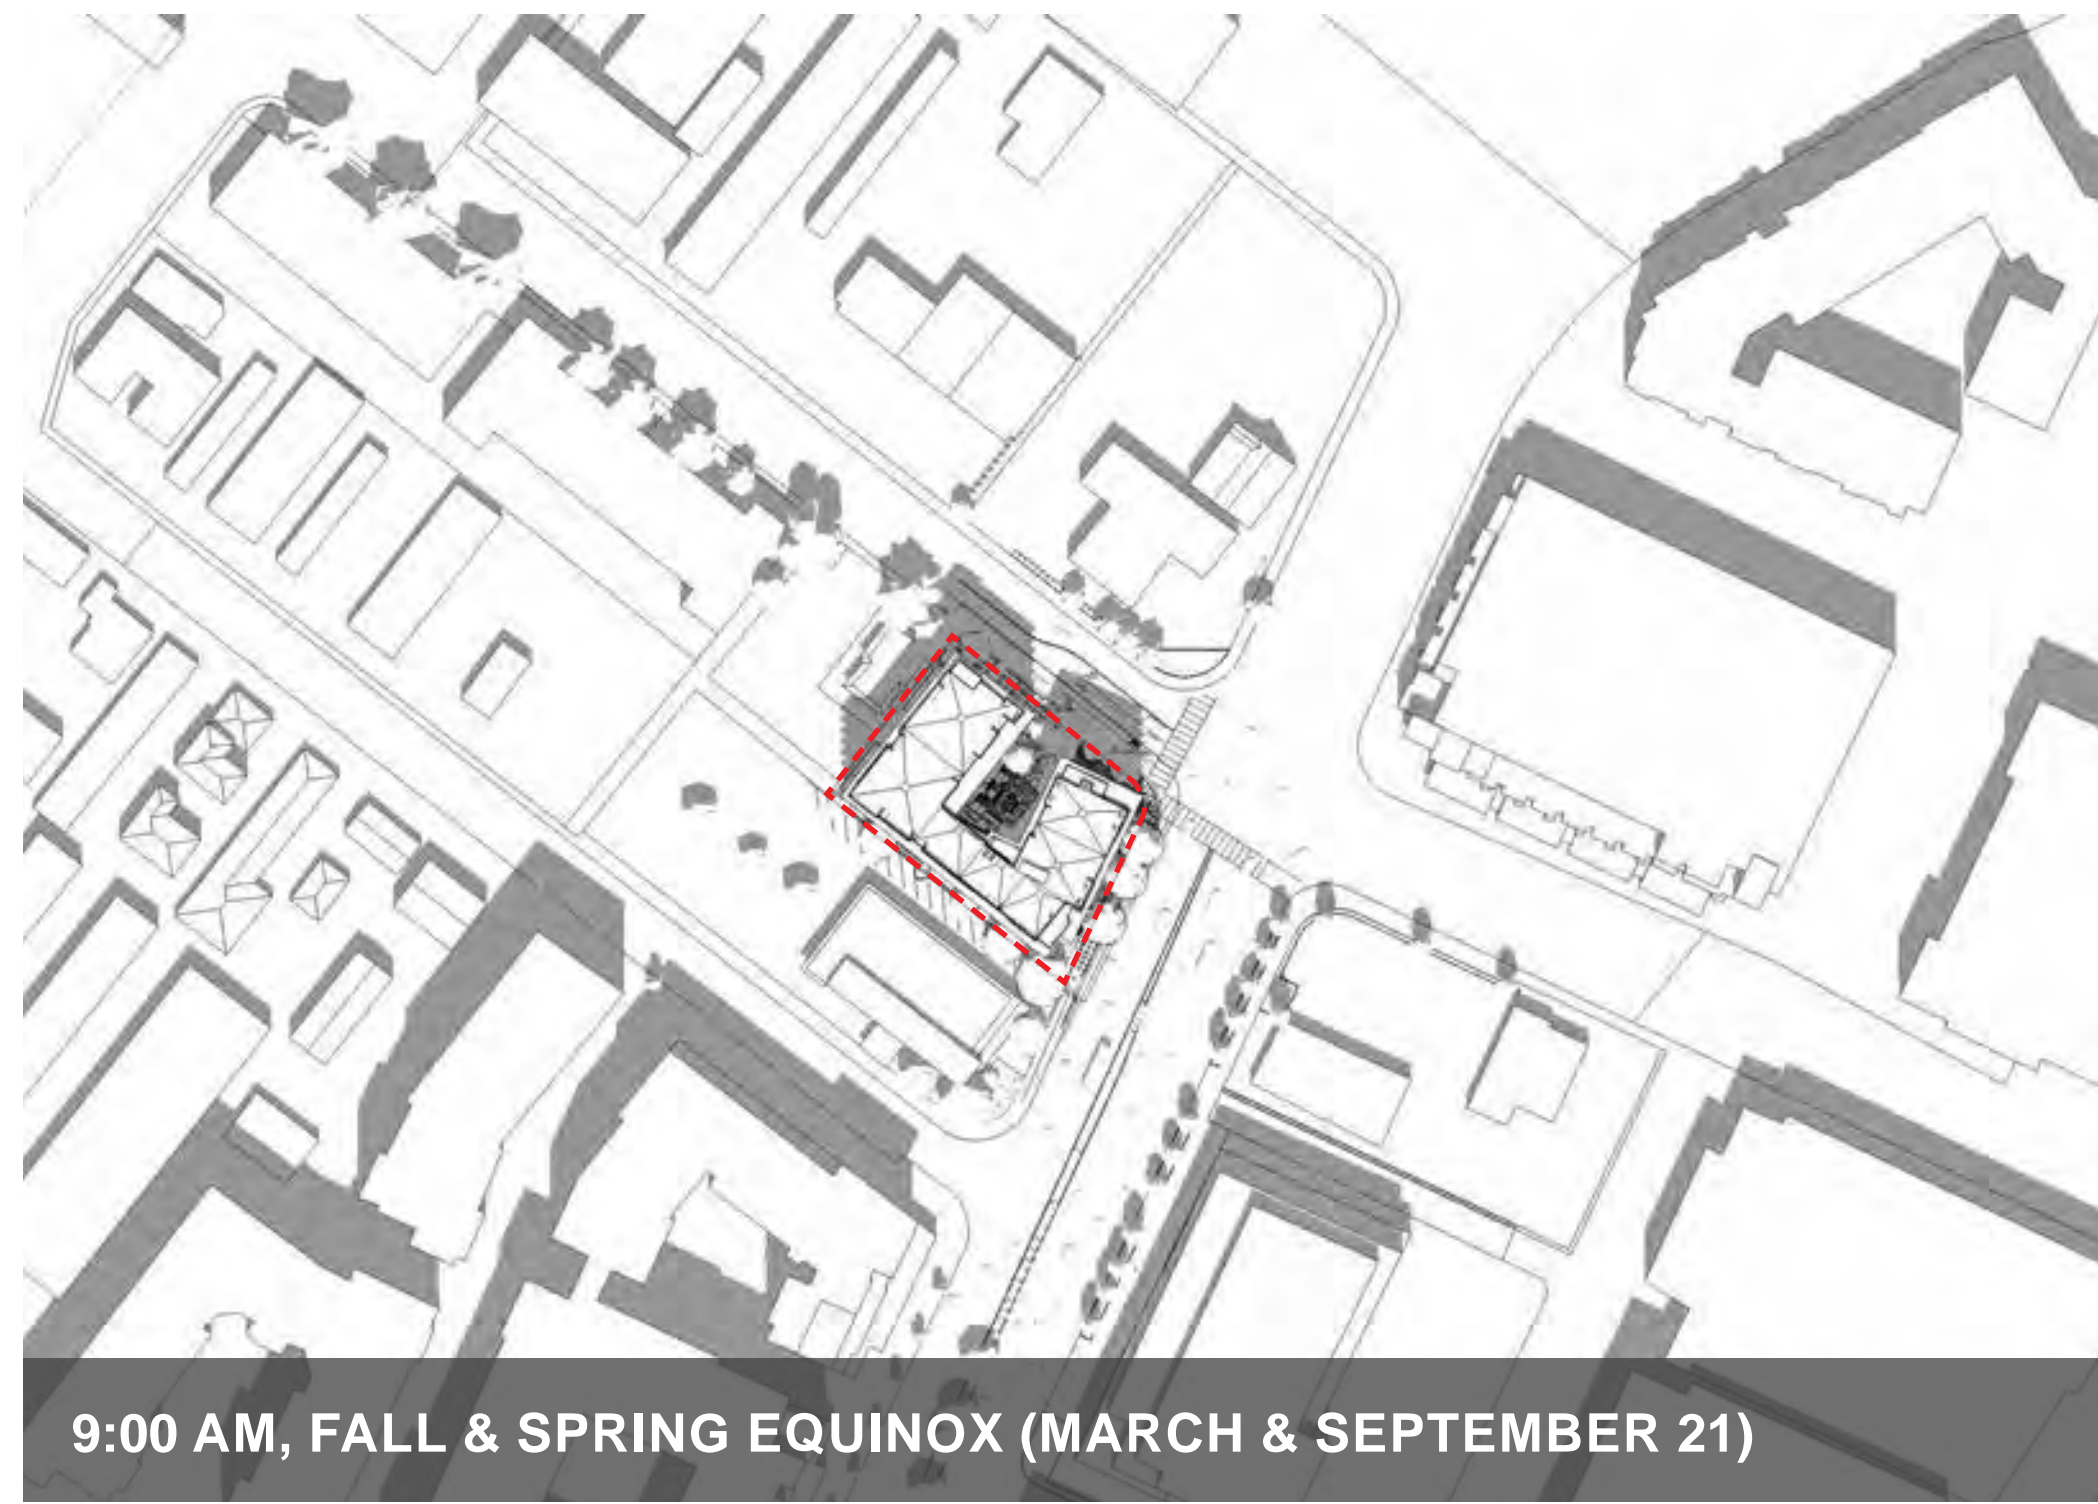 9:00 AM, FALL & SPRING EQUINOX (MARCH & SEPTEMBER 21)